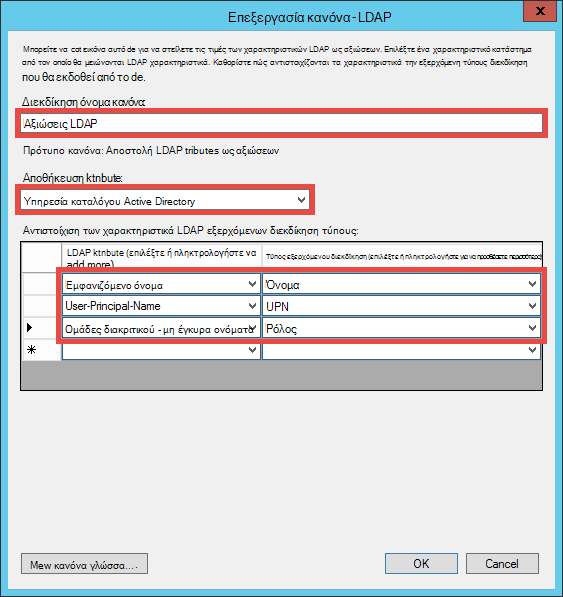 Επεξεργασία κανόνα - LDAP
x
Μπορείτε να cot εικόνα αυτό de για να στείλετε τις τιμές των χαρακτηριστικών LDAP ως αξιώσεων. Επιλέξτε ένα χαρακτηριστικό κατάστημα
από τον οποίο θα μειώνονται LDAP χαρακτηριστικά. Καθορίστε πώς αντιστοιχίζονται τα χαρακτηριστικά την εξερχόμενη τύπους διεκδίκηση
που θα εκδοθεί από το de.
Διεκδίκηση όνομα κανόνα:
Αξιώσεις LDAP
Πρότυπο κανόνα: Αποστολή LDAP tributes ως αξιώσεων
Αποθήκευση ktnbute:
Υπηρεσία καταλόγου Active Directory
Αντιστοίχιση των χαρακτηριστικά LDAP εξερχόμενων διεκδίκηση τύπους:
LDAP ktnbute (επιλέξτε ή πληκτρολογήστε να
add more)
Τύπος εξερχόμενου διεκδίκηση (επιλέξτε ή πληκτρολογήστε για να προσθέσετε περισσότερα)
Εμφανιζόμενο όνομα Όνομα
User-Principal-Name UPN
Ομάδες διακριτικού - μη έγκυρα ονόματα Ρόλος
*
Mew κανόνα γλώσσα.... OK Cancel